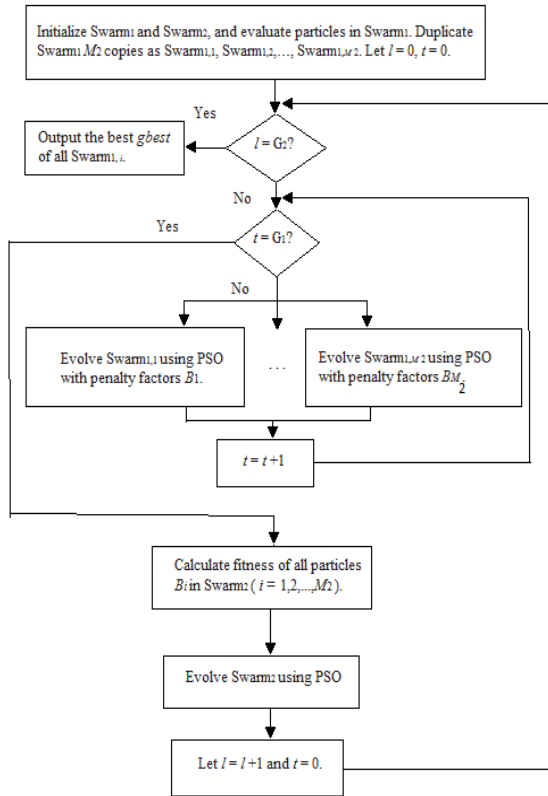 Initialize Swarm1 and Swarm2, and evaluate particles in Swarm1. Duplicate
Swarm1 M2 copies as Swarm1,1, Swarm1,2,…, Swarm1,M2. Let l = 0, t = 0.
Yes
l = G2?
Output the best gbest
of all Swarm1, i.
No
Yes
t = G1?
No
Evolve Swarm1,1 using PSO
with penalty factors B1.
...
Evolve Swarm1,M2 using PSO
with penalty factors BM2.
t = t+1
Calculate fitness of all particles
Bi in Swarm2 ( i = 1,2,...,M2).
Evolve Swarm2 using PSO
Let l = l+1 and t = 0.